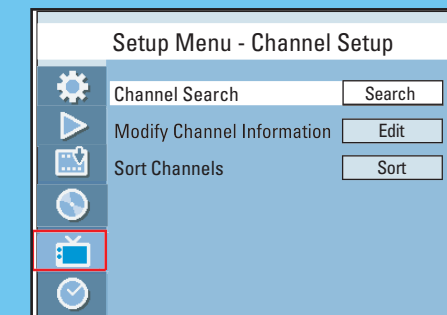 Setup Menu - Channel Setup
Channel Search Search
Modify Channel Information Edit
Sort Channels Sort